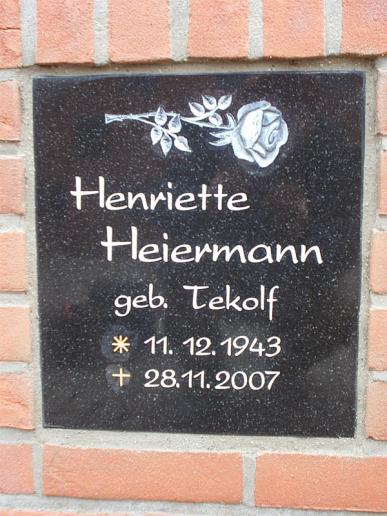 Henriette
Heiermann
geb. Tekolf
* 11. 12. 1943
+ 28.11.2007